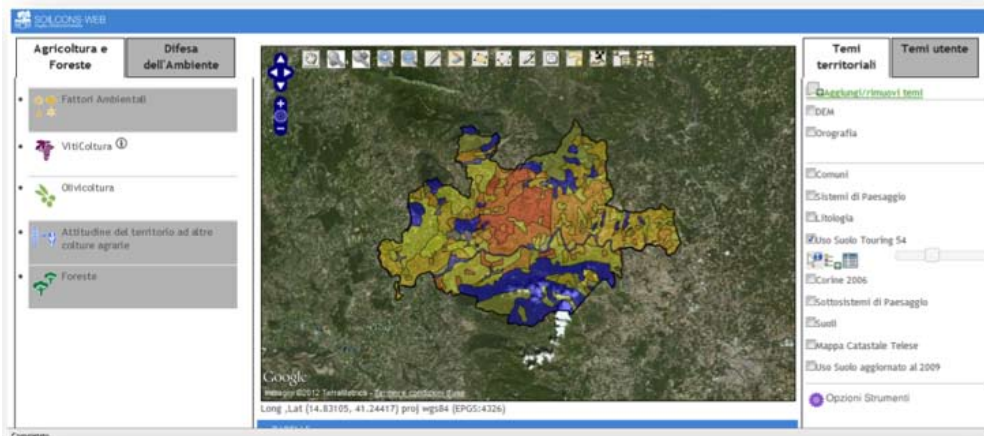 SOILCONS WEB
Agricoltura e
Foreste
Difesa
dell'Ambiente
Fattori Ambientali
VitiColtura
Olivicoltura
Attitudine del territorio ad altre
colture agrarie
Foreste
Google
Long ,Lat (14.83105, 41.24417) proj wgs84 (EPGS:4326)
Temi
territoriali
Temi utente
Aggiungi/rimuovi temi
DEM
Orografia
Comuni
Sistemi di Paesaggio
Litologia
Uso Suolo Touring 54
Corine 2006
Sottosistemi di Paesaggio
Suoli
Mappa Catastale Telese
Uso Suolo aggiornato al 2009
Opzioni Strumenti